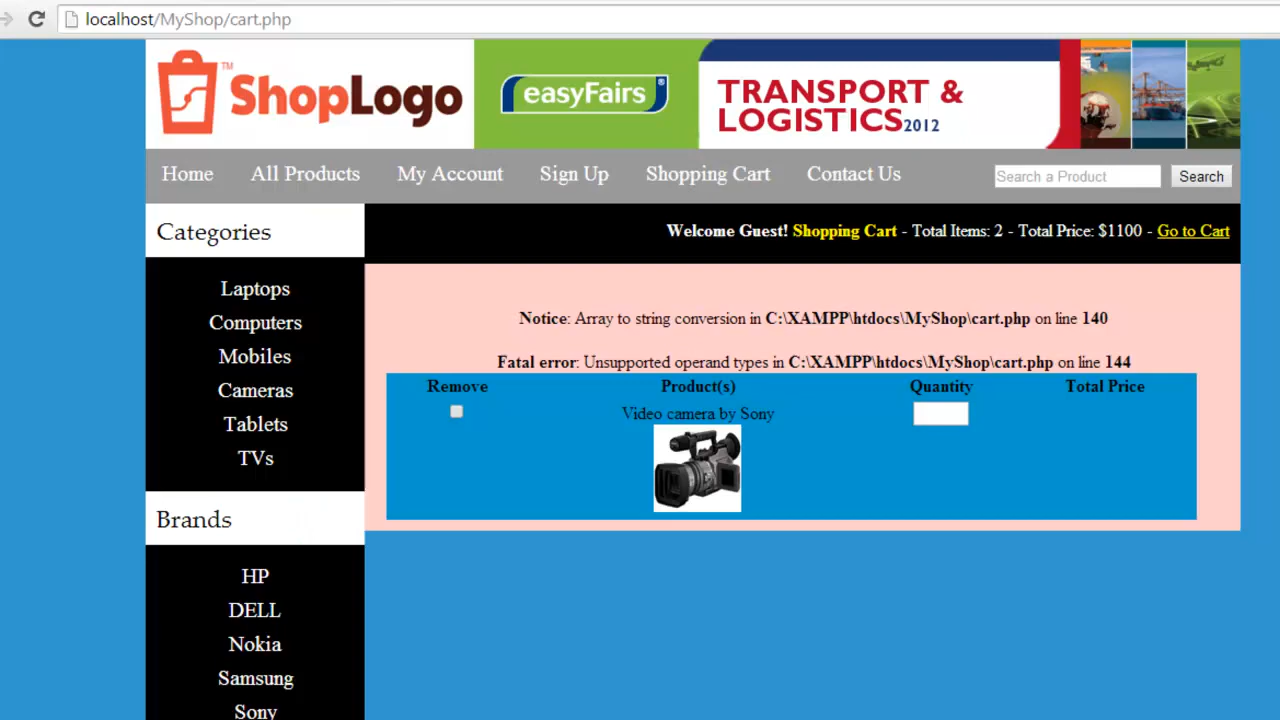 localhost/MyShop/cart.php
ShopLogo™
easyFairs®
TRANSPORT &
LOGISTICS2012
Home All Products My Account Sign Up Shopping Cart Contact Us Search a Product Search
Categories
Welcome Guest! Shopping Cart - Total Items: 2 - Total Price: $1100 - Go to Cart
Laptops
Computers
Mobiles
Cameras
Tablets
TVs
Notice: Array to string conversion in C:\XAMPP\htdocs\MyShop\cart.php on line 140
Fatal error: Unsupported operand types in C:\XAMPP\htdocs\MyShop\cart.php on line 144
Remove Product(s) Quantity Total Price
Video camera by Sony
Brands
HP
DELL
Nokia
Samsung
Sony